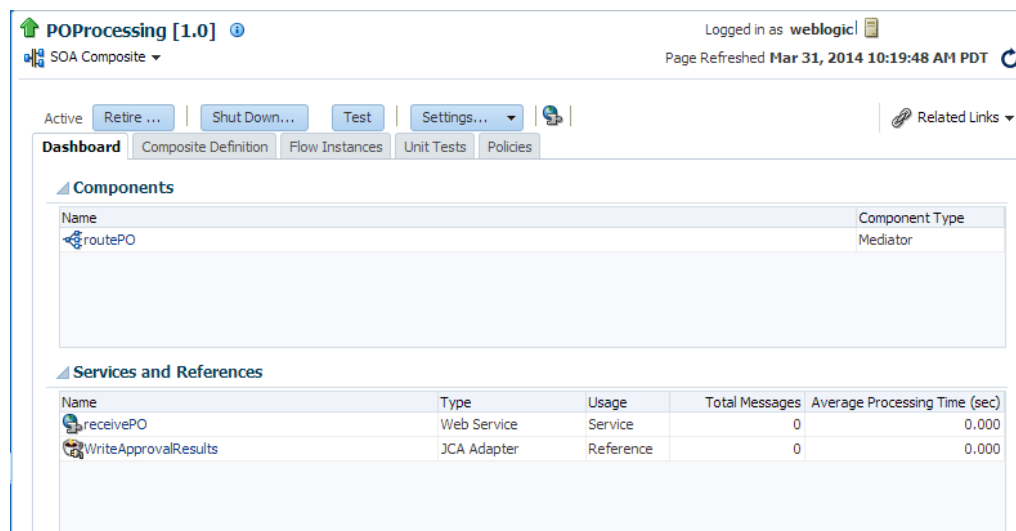 POProcessing [1.0]
Logged in as weblogic
SOA Composite
Page Refreshed Mar 31, 2014 10:19:48 AM PDT
Active Retire ... Shut Down... Test Settings... Related Links
Dashboard Composite Definition Flow Instances Unit Tests Policies
Components
Name Component Type
routePO Mediator
Services and References
Name Type Usage Total Messages Average Processing Time (sec)
receivePO Web Service Service 0 0.000
WriteApprovalResults JCA Adapter Reference 0 0.000